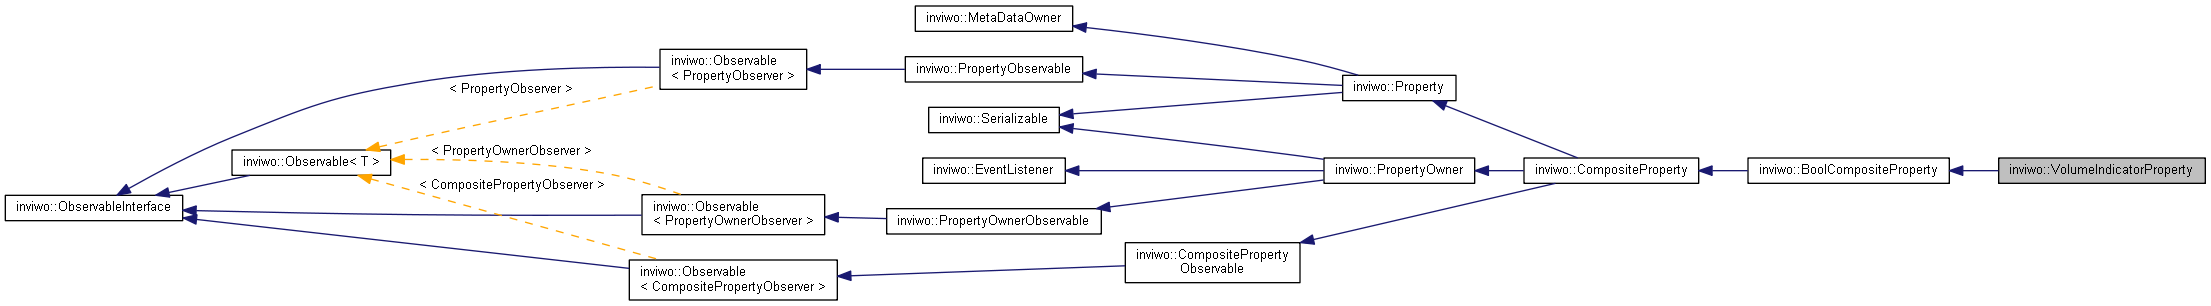 inviwo::MetaDataOwner
inviwo::Observable
< PropertyObserver >
inviwo::PropertyObservable
< PropertyObserver >
inviwo::Property
inviwo::Serializable
inviwo::Observable< T >
< PropertyOwnerObserver >
inviwo::EventListener
inviwo::PropertyOwner
inviwo::CompositeProperty
inviwo::BoolCompositeProperty
inviwo::VolumeIndicatorProperty
< CompositePropertyObserver >
inviwo::ObservableInterface
inviwo::Observable
< PropertyOwnerObserver >
inviwo::PropertyOwnerObservable
inviwo::CompositeProperty
Observable
inviwo::Observable
< CompositePropertyObserver >